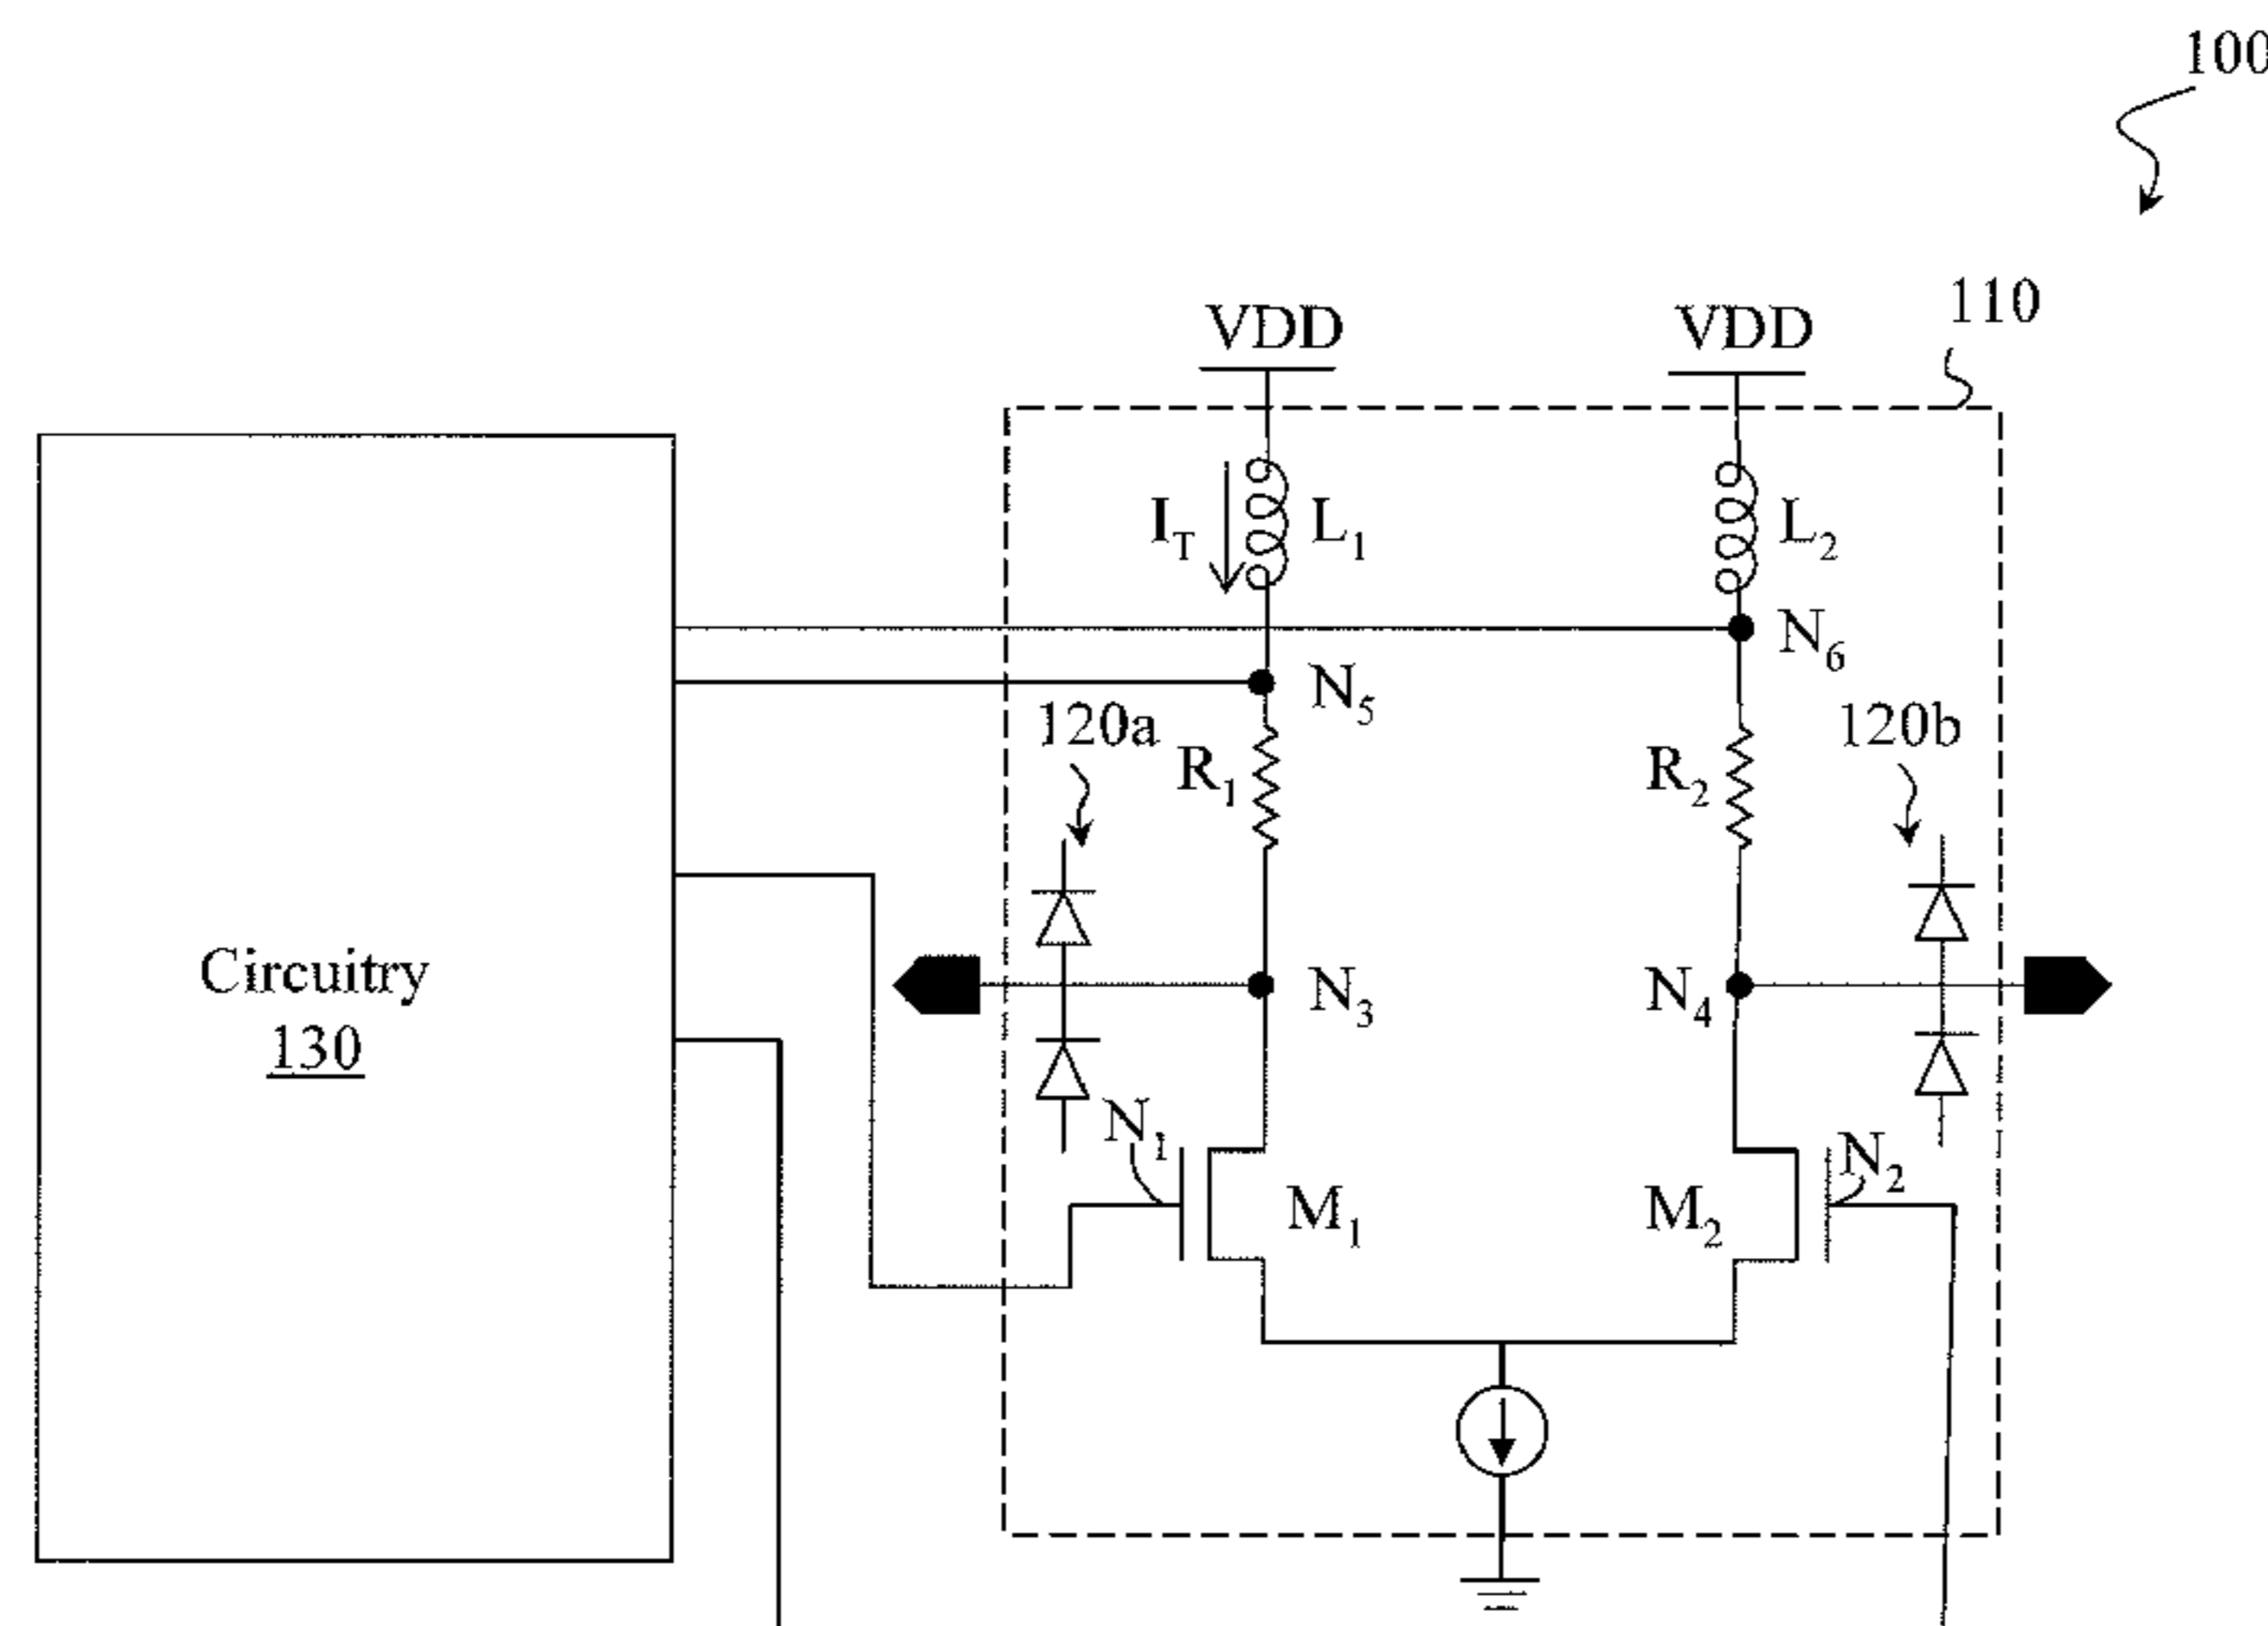 100
110
VDD VDD
I_T L_1 L_2
N_6
N_5
120a 120b
R_1 R_2
Circuitry
130
N_3 N_4
N_1 N_2
M_1 M_2